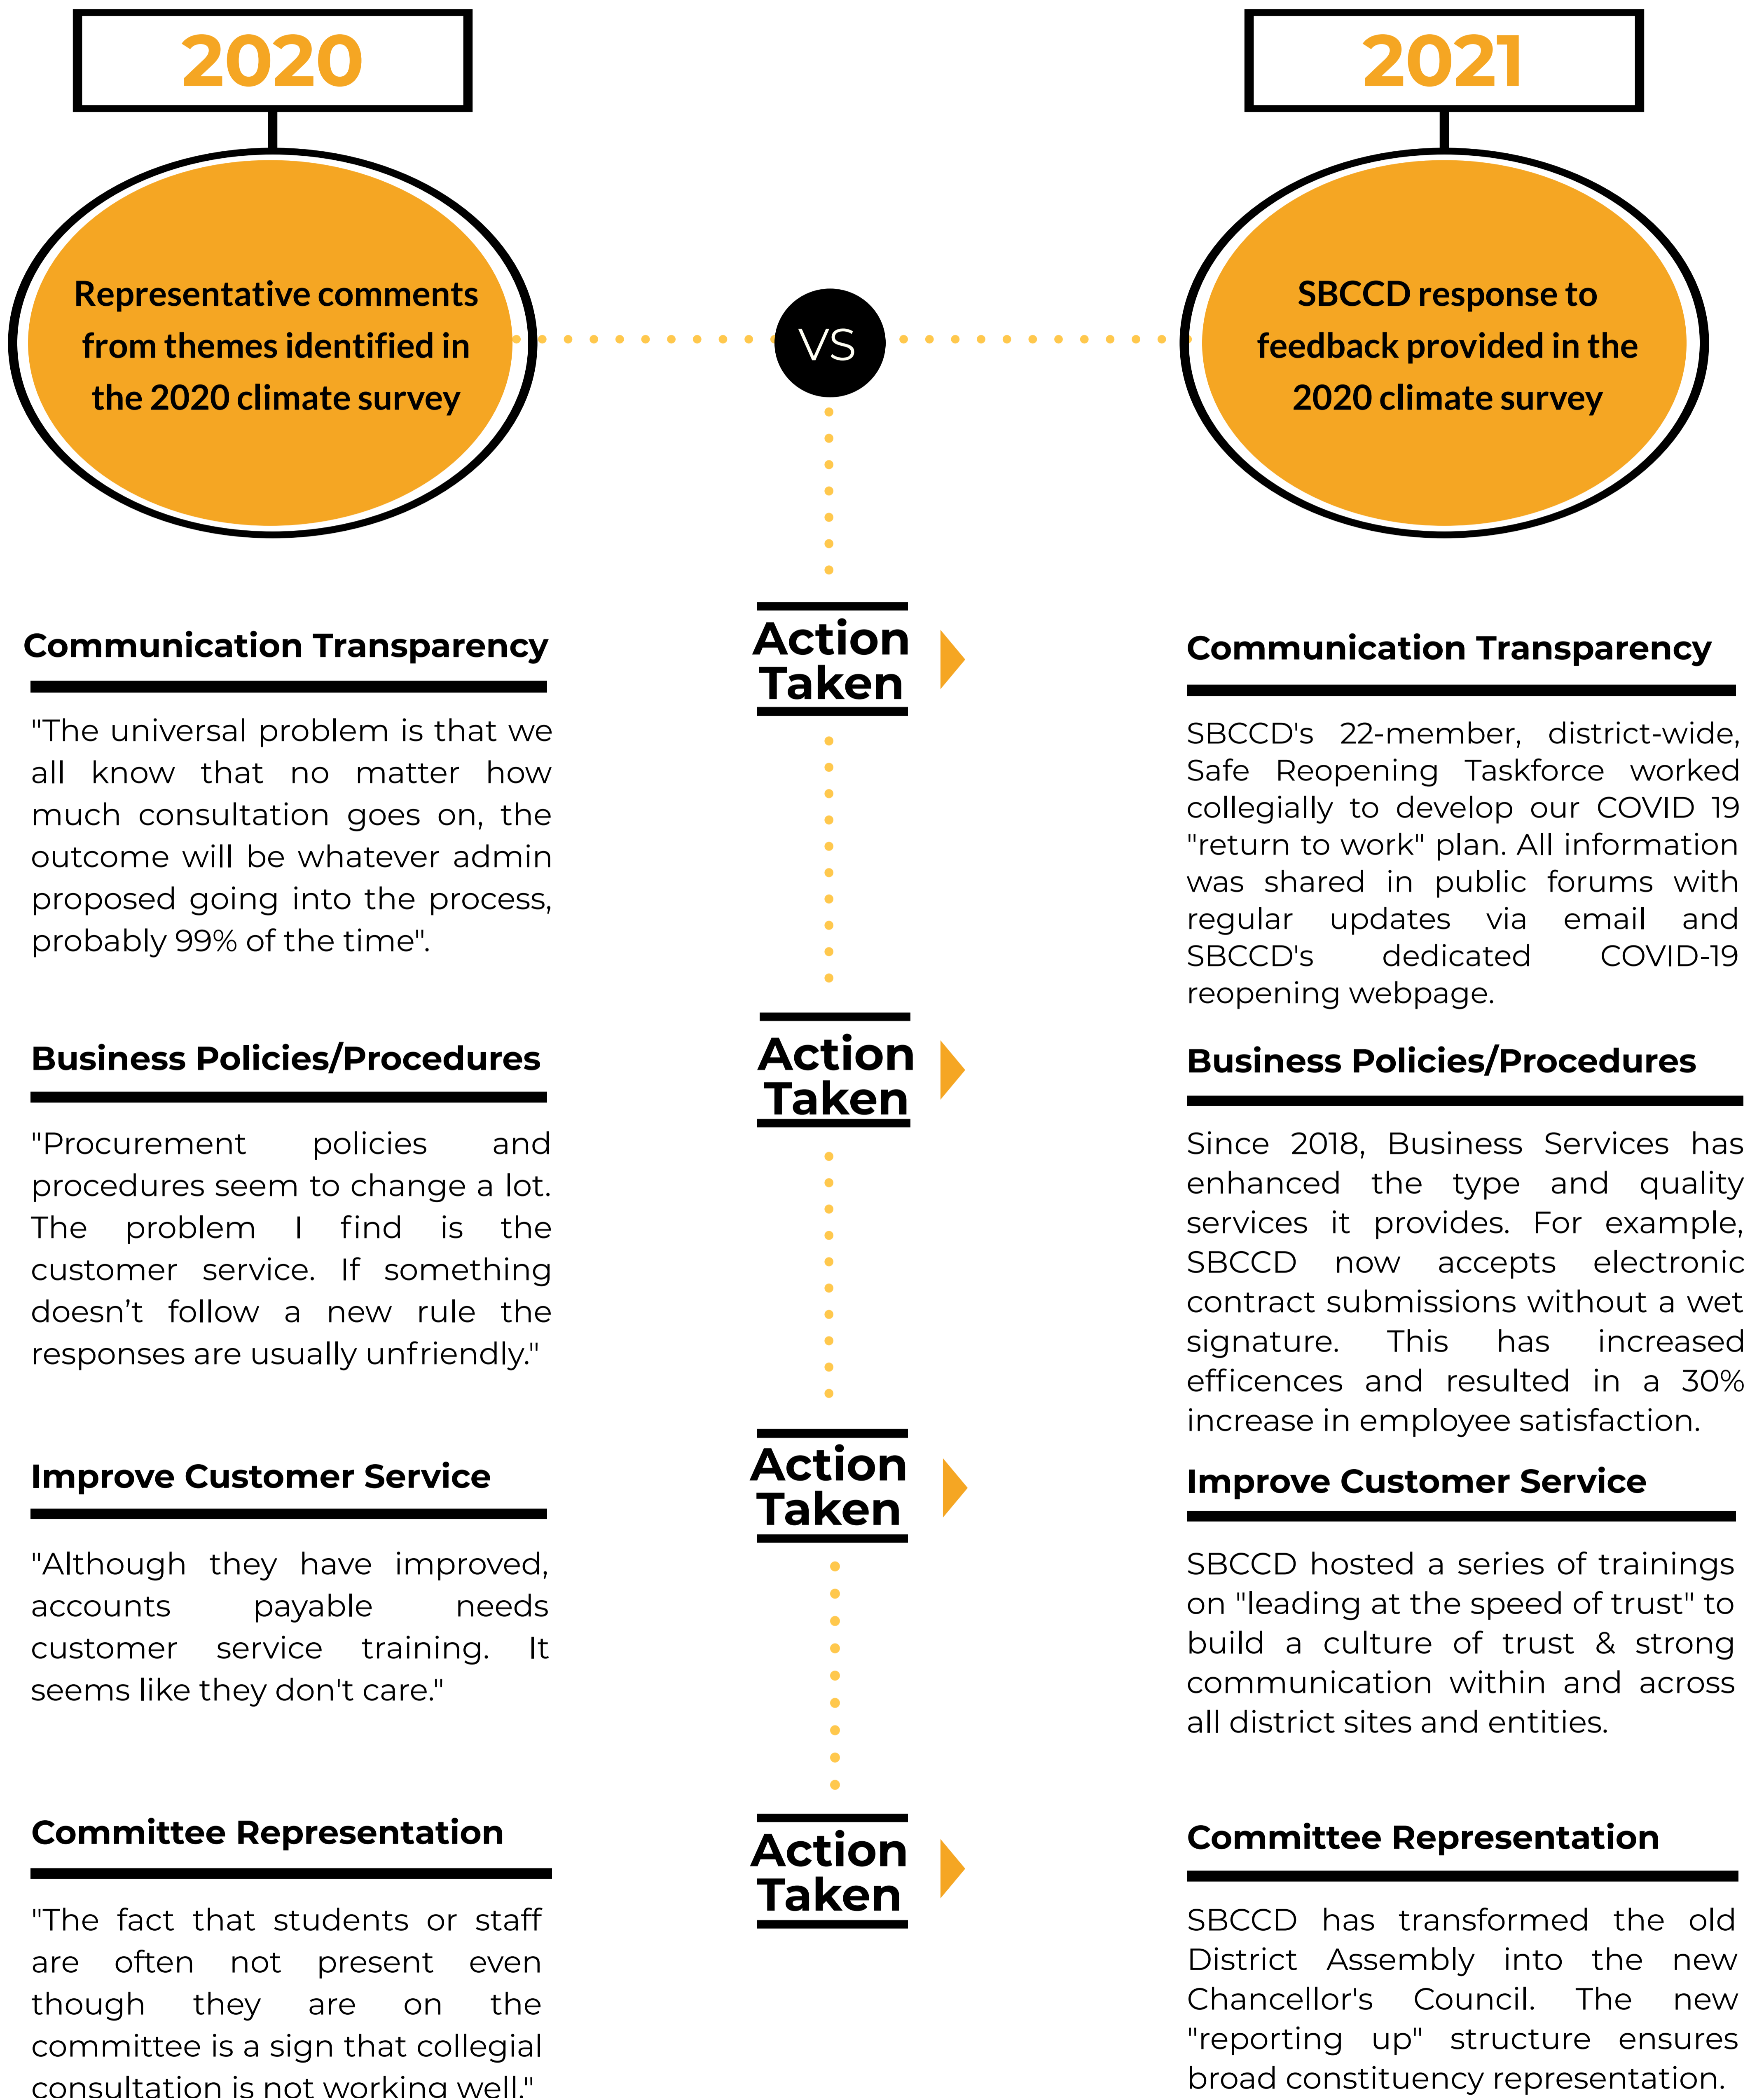 2020
2021
Representative comments
from themes identified in
the 2020 climate survey
VS
SBCCD response to
feedback provided in the
2020 climate survey
Communication Transparency
"The universal problem is that we
all know that no matter how
much consultation goes on, the
outcome will be whatever admin
proposed going into the process,
probably 99% of the time".
Action
Taken
Communication Transparency
SBCCD's 22-member, district-wide,
Safe Reopening Taskforce worked
collegially to develop our COVID 19
"return to work" plan. All information
was shared in public forums with
regular updates via email and
SBCCD's dedicated COVID-19
reopening webpage.
Business Policies/Procedures
"Procurement policies and
procedures seem to change a lot.
The problem I find is the
customer service. If something
doesn’t follow a new rule the
responses are usually unfriendly."
Action
Taken
Business Policies/Procedures
Since 2018, Business Services has
enhanced the type and quality
services it provides. For example,
SBCCD now accepts electronic
contract submissions without a wet
signature. This has increased
efficences and resulted in a 30%
increase in employee satisfaction.
Improve Customer Service
"Although they have improved,
accounts payable needs
customer service training. It
seems like they don't care."
Action
Taken
Improve Customer Service
SBCCD hosted a series of trainings
on "leading at the speed of trust" to
build a culture of trust & strong
communication within and across
all district sites and entities.
Committee Representation
"The fact that students or staff
are often not present even
though they are on the
committee is a sign that collegial
consultation is not working well."
Action
Taken
Committee Representation
SBCCD has transformed the old
District Assembly into the new
Chancellor's Council. The new
"reporting up" structure ensures
broad constituency representation.